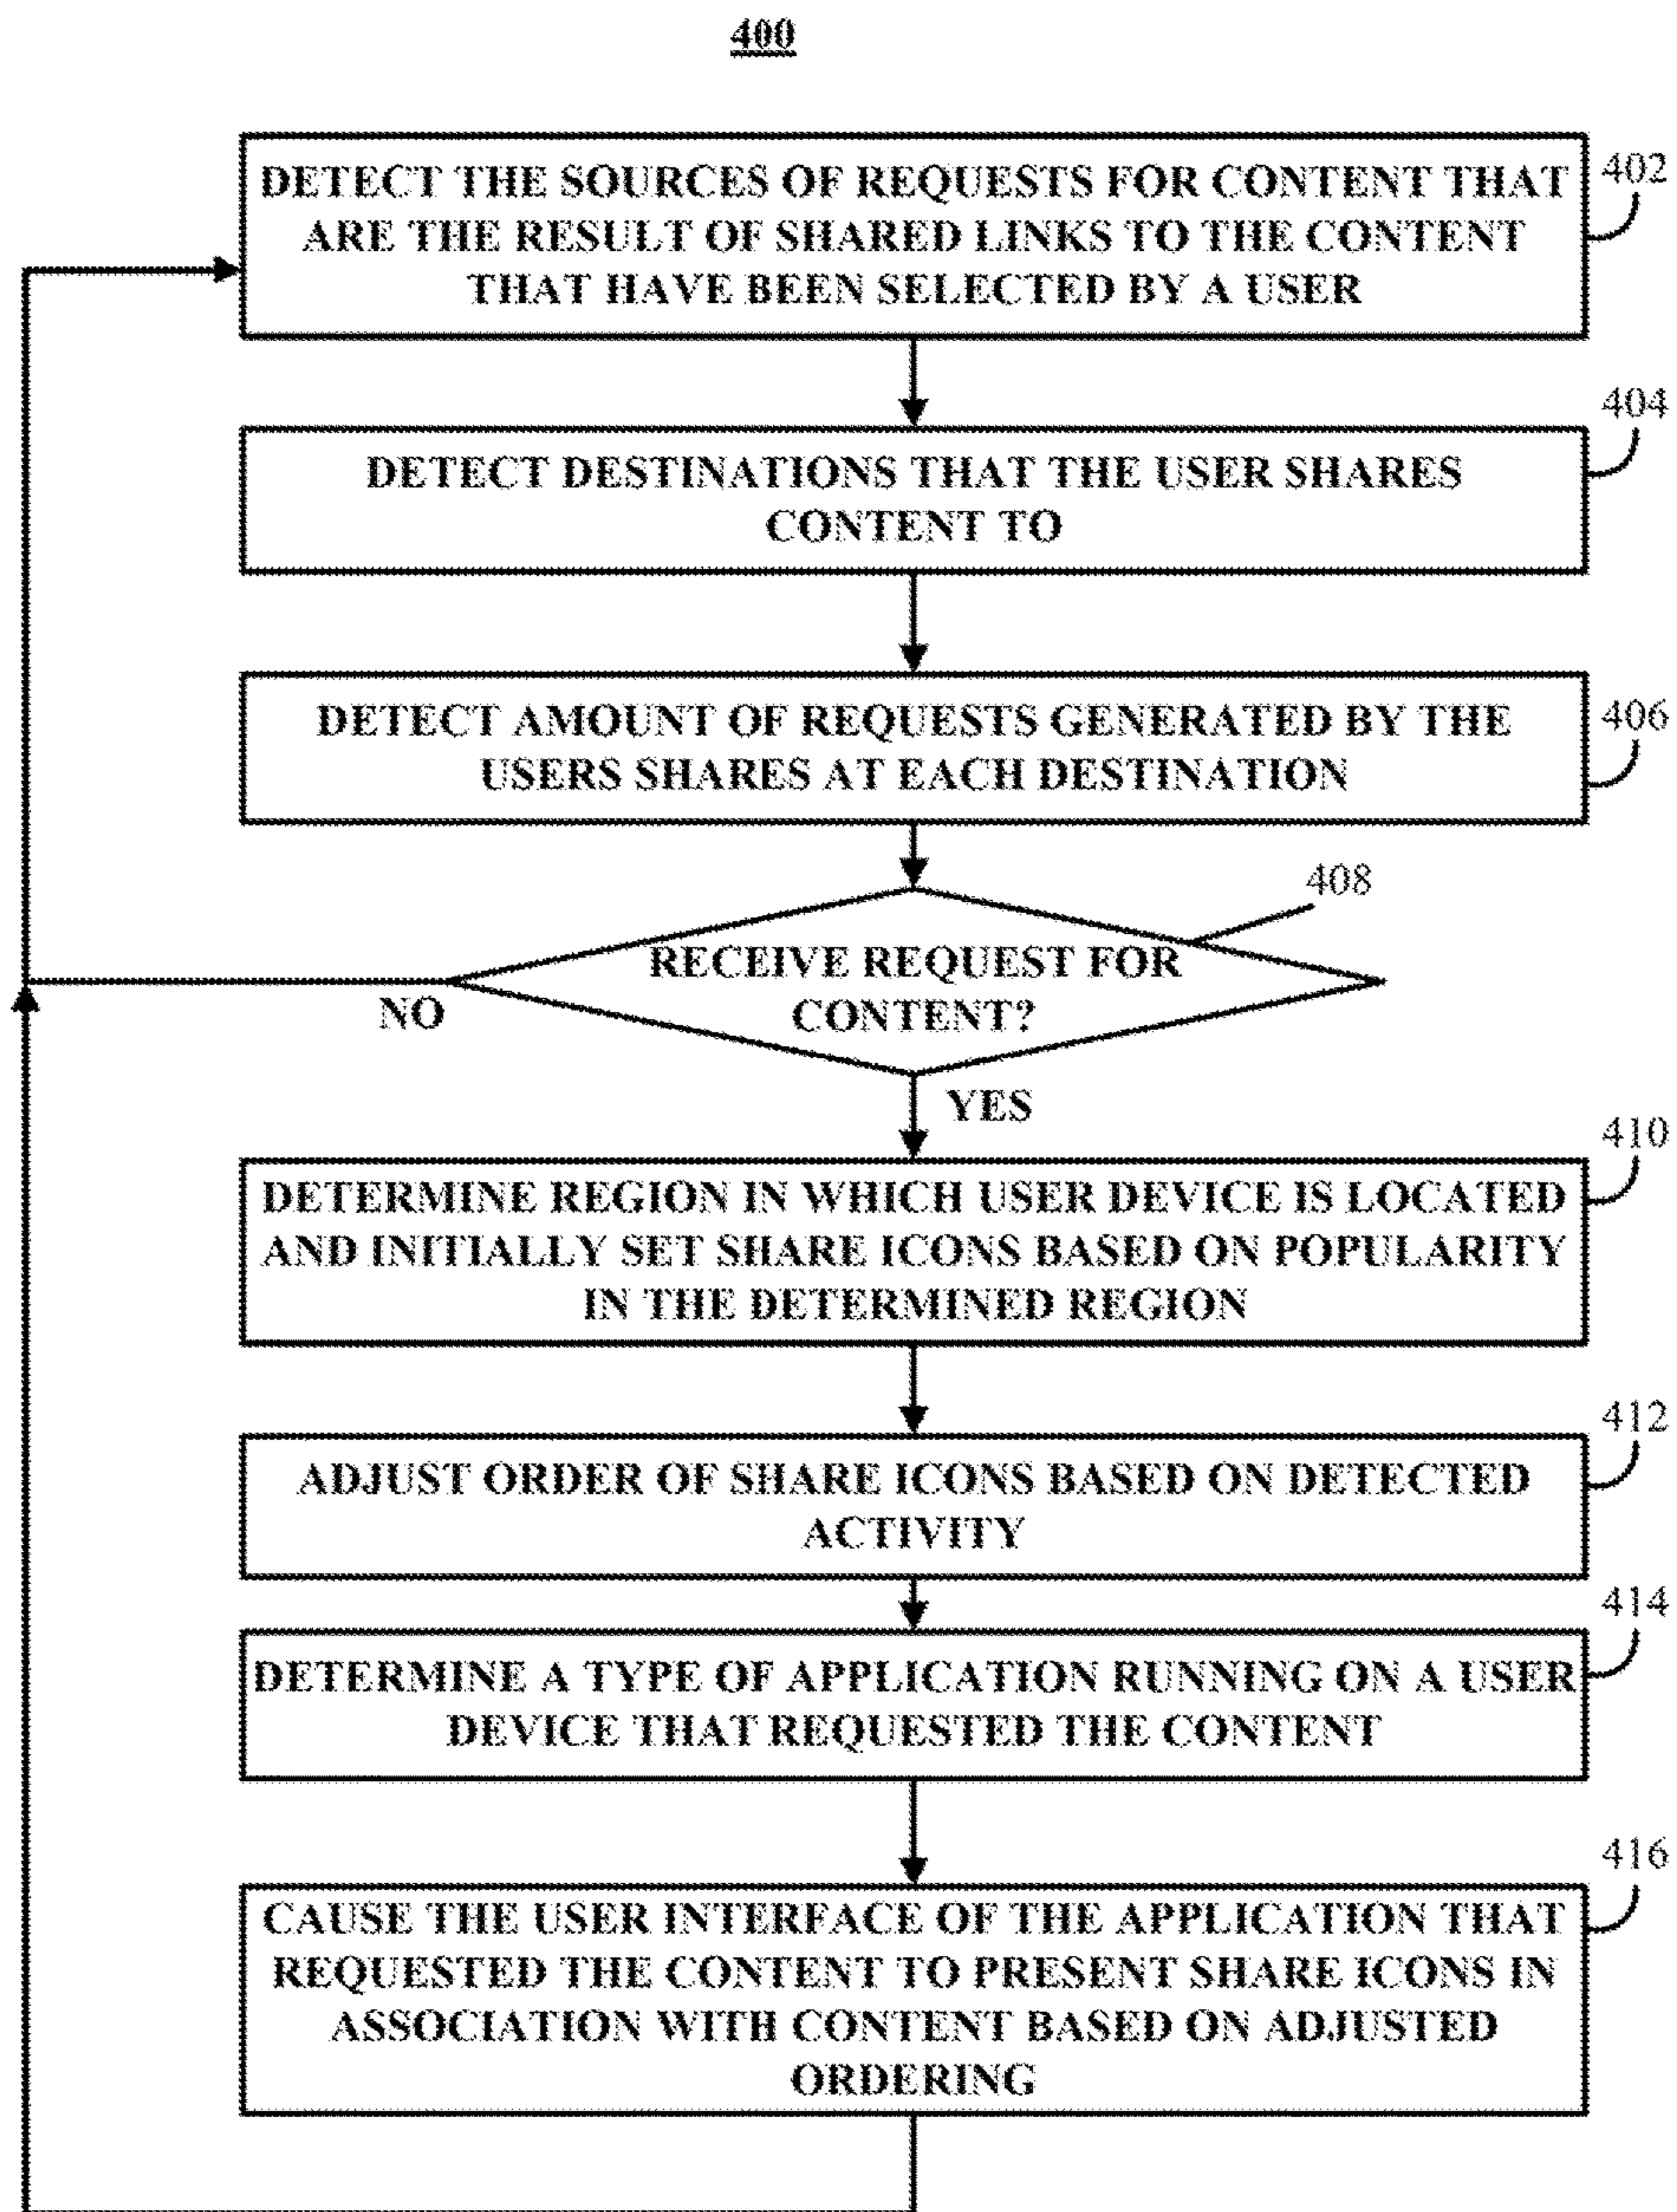 400
DETECT THE SOURCES OF REQUESTS FOR CONTENT THAT
ARE THE RESULT OF SHARED LINKS TO THE CONTENT
THAT HAVE BEEN SELECTED BY A USER
402
DETECT DESTINATIONS THAT THE USER SHARES
CONTENT TO
404
DETECT AMOUNT OF REQUESTS GENERATED BY THE
USERS SHARES AT EACH DESTINATION
406
408
RECEIVE REQUEST FOR
CONTENT?
NO
YES
DETERMINE REGION IN WHICH USER DEVICE IS LOCATED
AND INITIALLY SET SHARE ICONS BASED ON POPULARITY
IN THE DETERMINED REGION
410
ADJUST ORDER OF SHARE ICONS BASED ON DETECTED
ACTIVITY
412
DETERMINE A TYPE OF APPLICATION RUNNING ON A USER
DEVICE THAT REQUESTED THE CONTENT
414
CAUSE THE USER INTERFACE OF THE APPLICATION THAT
REQUESTED THE CONTENT TO PRESENT SHARE ICONS IN
ASSOCIATION WITH CONTENT BASED ON ADJUSTED
ORDERING
416